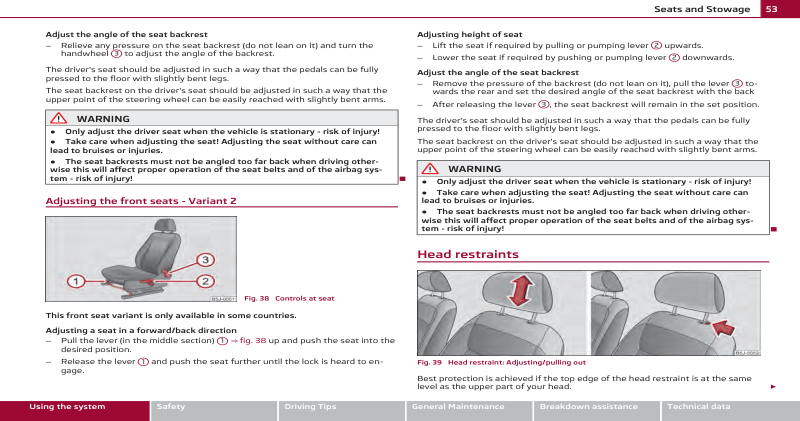 Seats and Stowage 53
Adjust the angle of the seat backrest
– Relieve any pressure on the seat backrest (do not lean on it) and turn the
handwheel 3 to adjust the angle of the backrest.
The driver's seat should be adjusted in such a way that the pedals can be fully
pressed to the floor with slightly bent legs.
The seat backrest on the driver's seat should be adjusted in such a way that the
upper point of the steering wheel can be easily reached with slightly bent arms.
WARNING
● Only adjust the driver seat when the vehicle is stationary - risk of injury!
● Take care when adjusting the seat! Adjusting the seat without care can
lead to bruises or injuries.
● The seat backrests must not be angled too far back when driving other-
wise this will affect proper operation of the seat belts and of the airbag sys-
tem - risk of injury!
Adjusting the front seats - Variant 2
1
2
3
B5J-0061
Fig. 38 Controls at seat
This front seat variant is only available in some countries.
Adjusting a seat in a forward/back direction
– Pull the lever (in the middle section) 1 ⇒ fig. 38 up and push the seat into the
desired position.
– Release the lever 1 and push the seat further until the lock is heard to en-
gage.
Adjusting height of seat
– Lift the seat if required by pulling or pumping lever 2 upwards.
– Lower the seat if required by pushing or pumping lever 2 downwards.
Adjust the angle of the seat backrest
– Remove the pressure of the backrest (do not lean on it), pull the lever 3 to-
wards the rear and set the desired angle of the seat backrest with the back
– After releasing the lever 3, the seat backrest will remain in the set position.
The driver's seat should be adjusted in such a way that the pedals can be fully
pressed to the floor with slightly bent legs.
The seat backrest on the driver's seat should be adjusted in such a way that the
upper point of the steering wheel can be easily reached with slightly bent arms.
WARNING
● Only adjust the driver seat when the vehicle is stationary - risk of injury!
● Take care when adjusting the seat! Adjusting the seat without care can
lead to bruises or injuries.
● The seat backrests must not be angled too far back when driving other-
wise this will affect proper operation of the seat belts and of the airbag sys-
tem - risk of injury!
Head restraints
Fig. 39 Head restraint: Adjusting/pulling out
Best protection is achieved if the top edge of the head restraint is at the same
level as the upper part of your head.
Using the system Safety Driving Tips General Maintenance Breakdown assistance Technical data